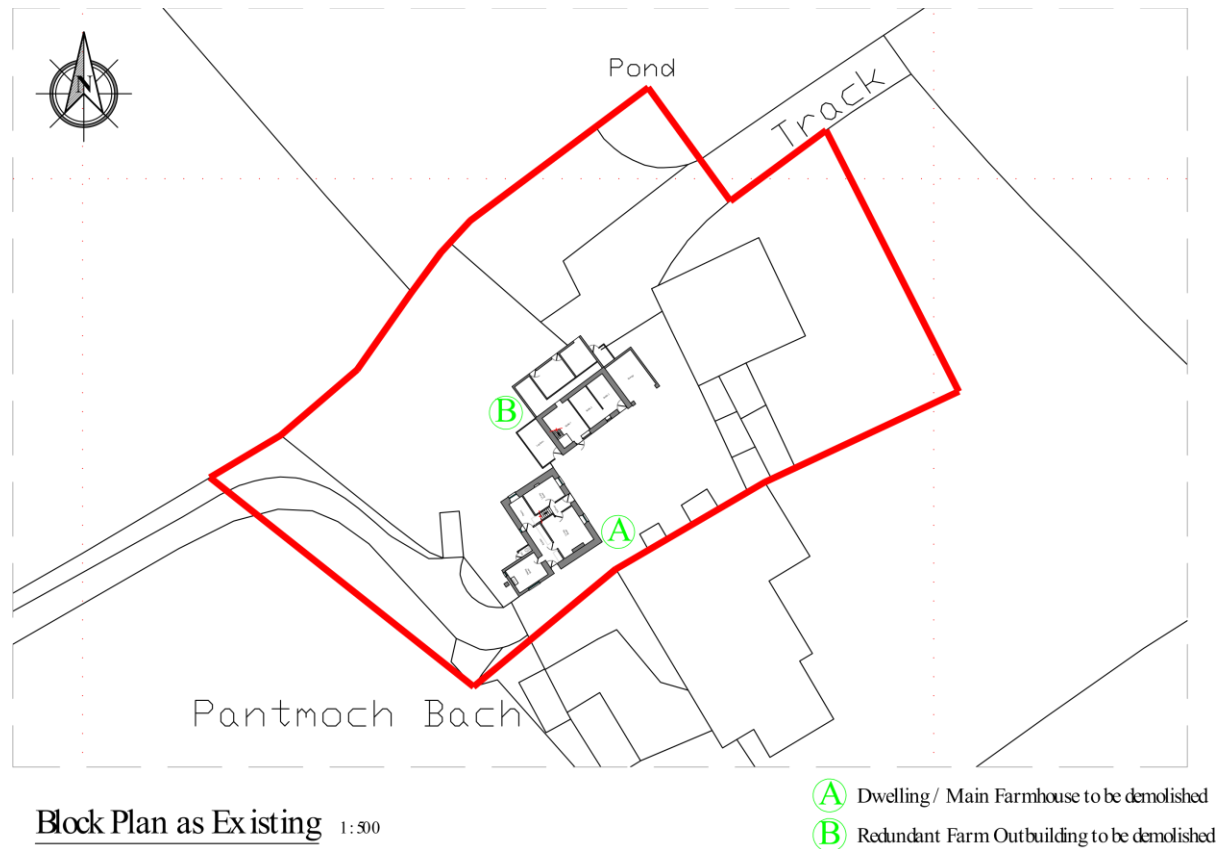 N
Pond
Track
B
A
Pantmoch Bach
Block Plan as Existing 1:500
A Dwelling / Main Farmhouse to be demolished
B Redundant Farm Outbuilding to be demolished